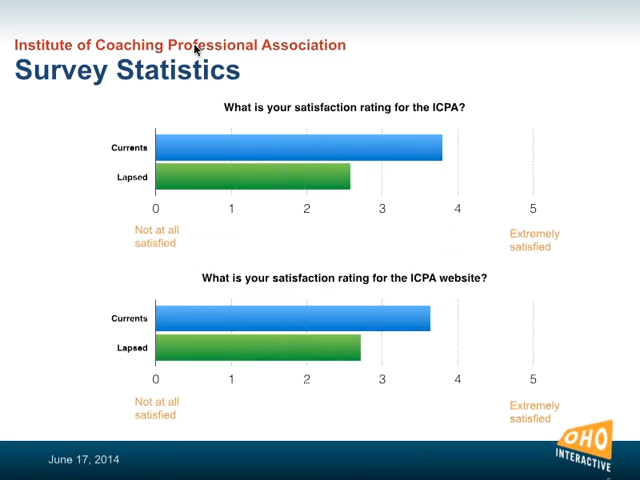 Institute of Coaching Professional Association
Survey Statistics
What is your satisfaction rating for the ICPA?
Currents
Lapsed
0 1 2 3 4 5
Not at all
satisfied
Extremely
satisfied
What is your satisfaction rating for the ICPA website?
Currents
Lapsed
0 1 2 3 4 5
Not at all
satisfied
Extremely
satisfied
June 17, 2014
OHO
INTERACTIVE